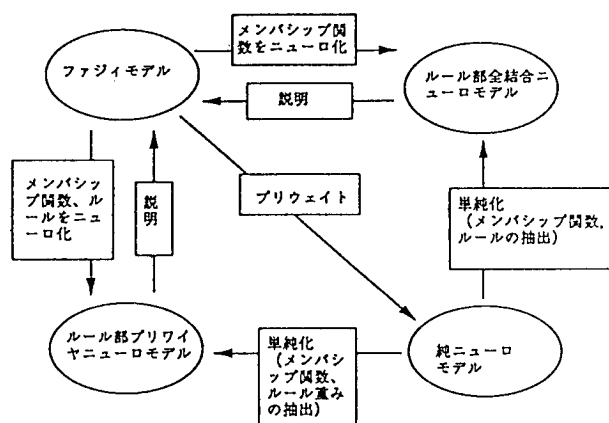 メンバシップ関
数をニューロ化
ファジィモデル
ルール部全結合ニ
ューロモデル
説明
メンバシッ
プ関数、ル
ールをニュ
ーロ化
説
明
プリウェイト
単純化
(メンバシップ関数,
ルールの抽出)
ルール部プリワイ
ヤニューロモデル
単純化
(メンバシ
ップ関数、
ルール重み
の抽出)
純ニューロ
モデル